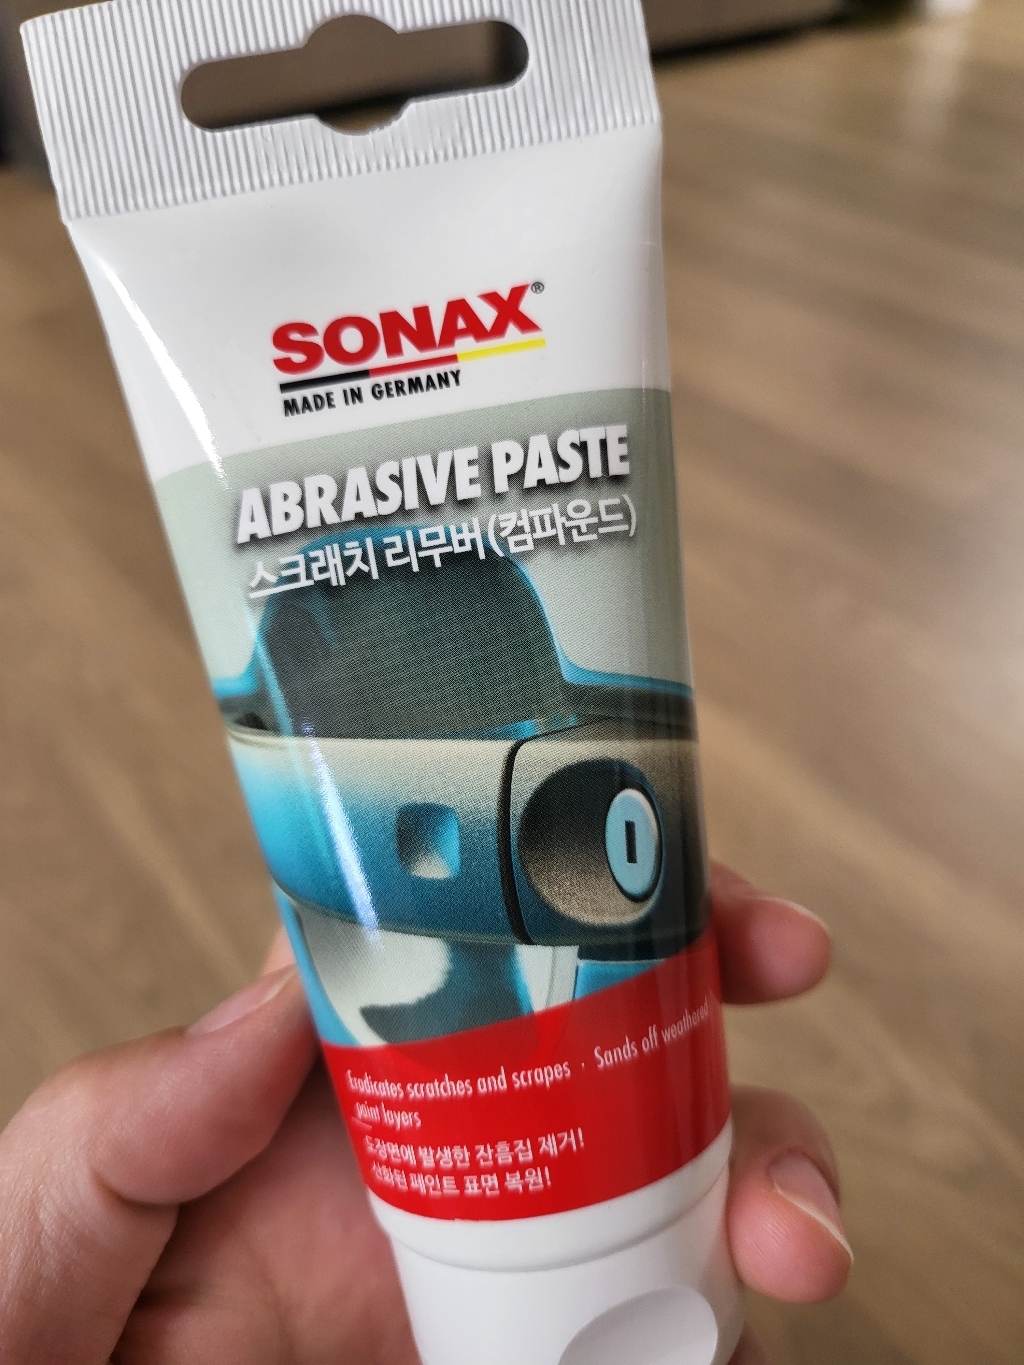 SONAX®
MADE IN GERMANY
ABRASIVE PASTE
스크래치 리무버(컴파운드)
Eradicates scratches and scrapes · Sands off weathered
paint layers
도장면에 발생한 잔흠집 제거!
산화된 페인트 표면 복원!